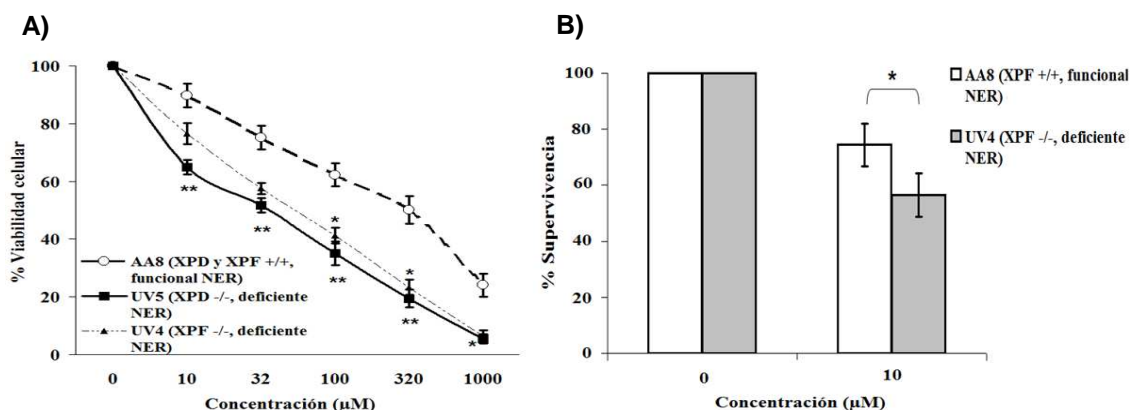 A)
100
80
60
40
20
0
% Viabilidad celular
**
**
*
**
*
**
*
AA8 (XPD y XPF +/+,
funcional NER)
UV5 (XPD -/-, deficiente
NER)
UV4 (XPF -/-, deficiente
NER)
0 10 32 100 320 1000
Concentración (µM)
B)
100
80
60
40
20
0
% Supervivencia
*
AA8 (XPF +/+, funcional
NER)
UV4 (XPF -/-, deficiente
NER)
0 10
Concentración (µM)